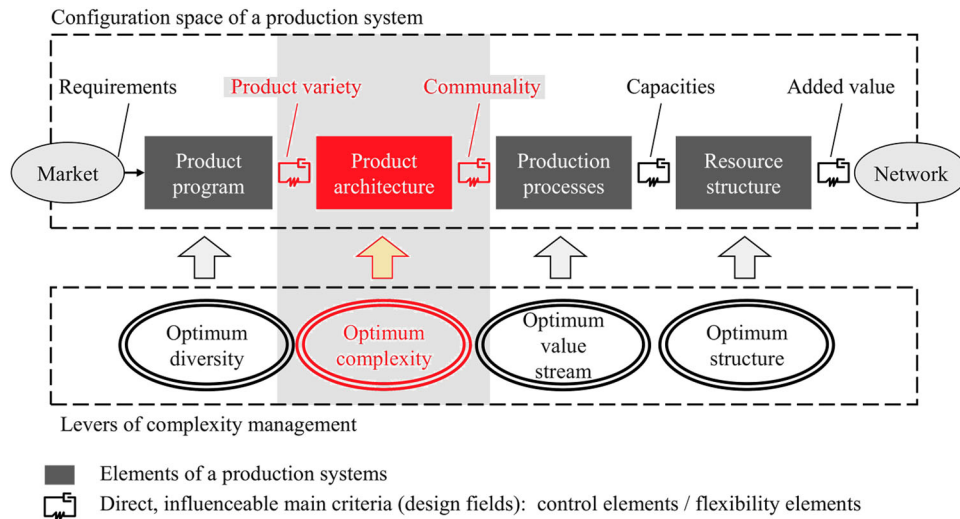 Configuration space of a production system
Requirements
Product variety
Communality
Capacities
Added value
Market
Product
program
Product
architecture
Production
processes
Resource
structure
Network
Optimum
diversity
Optimum
complexity
Optimum
value
stream
Optimum
structure
Levers of complexity management
Elements of a production systems
Direct, influenceable main criteria (design fields): control elements / flexibility elements